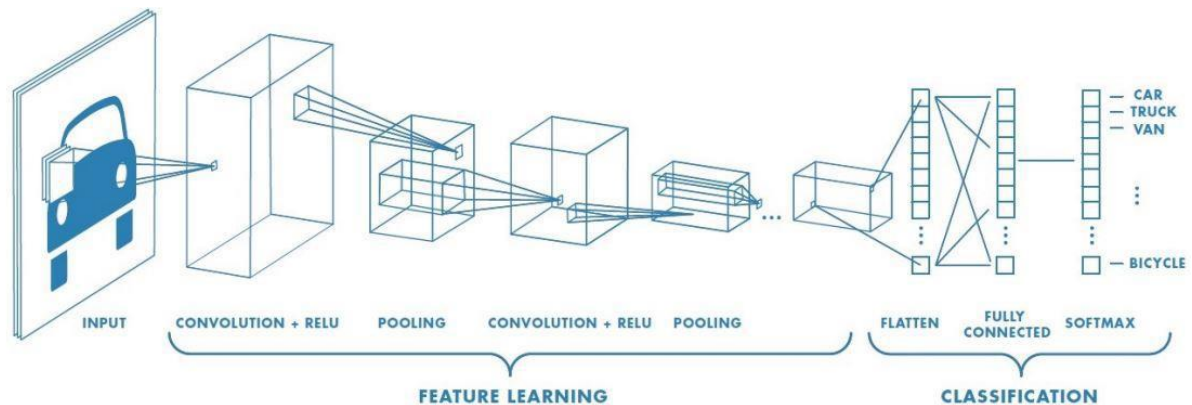 CAR
TRUCK
VAN
...
⋮
⋮
⋮
⋮
BICYCLE
INPUT
CONVOLUTION + RELU
POOLING
CONVOLUTION + RELU
POOLING
FLATTEN
FULLY
CONNECTED
SOFTMAX
FEATURE LEARNING
CLASSIFICATION